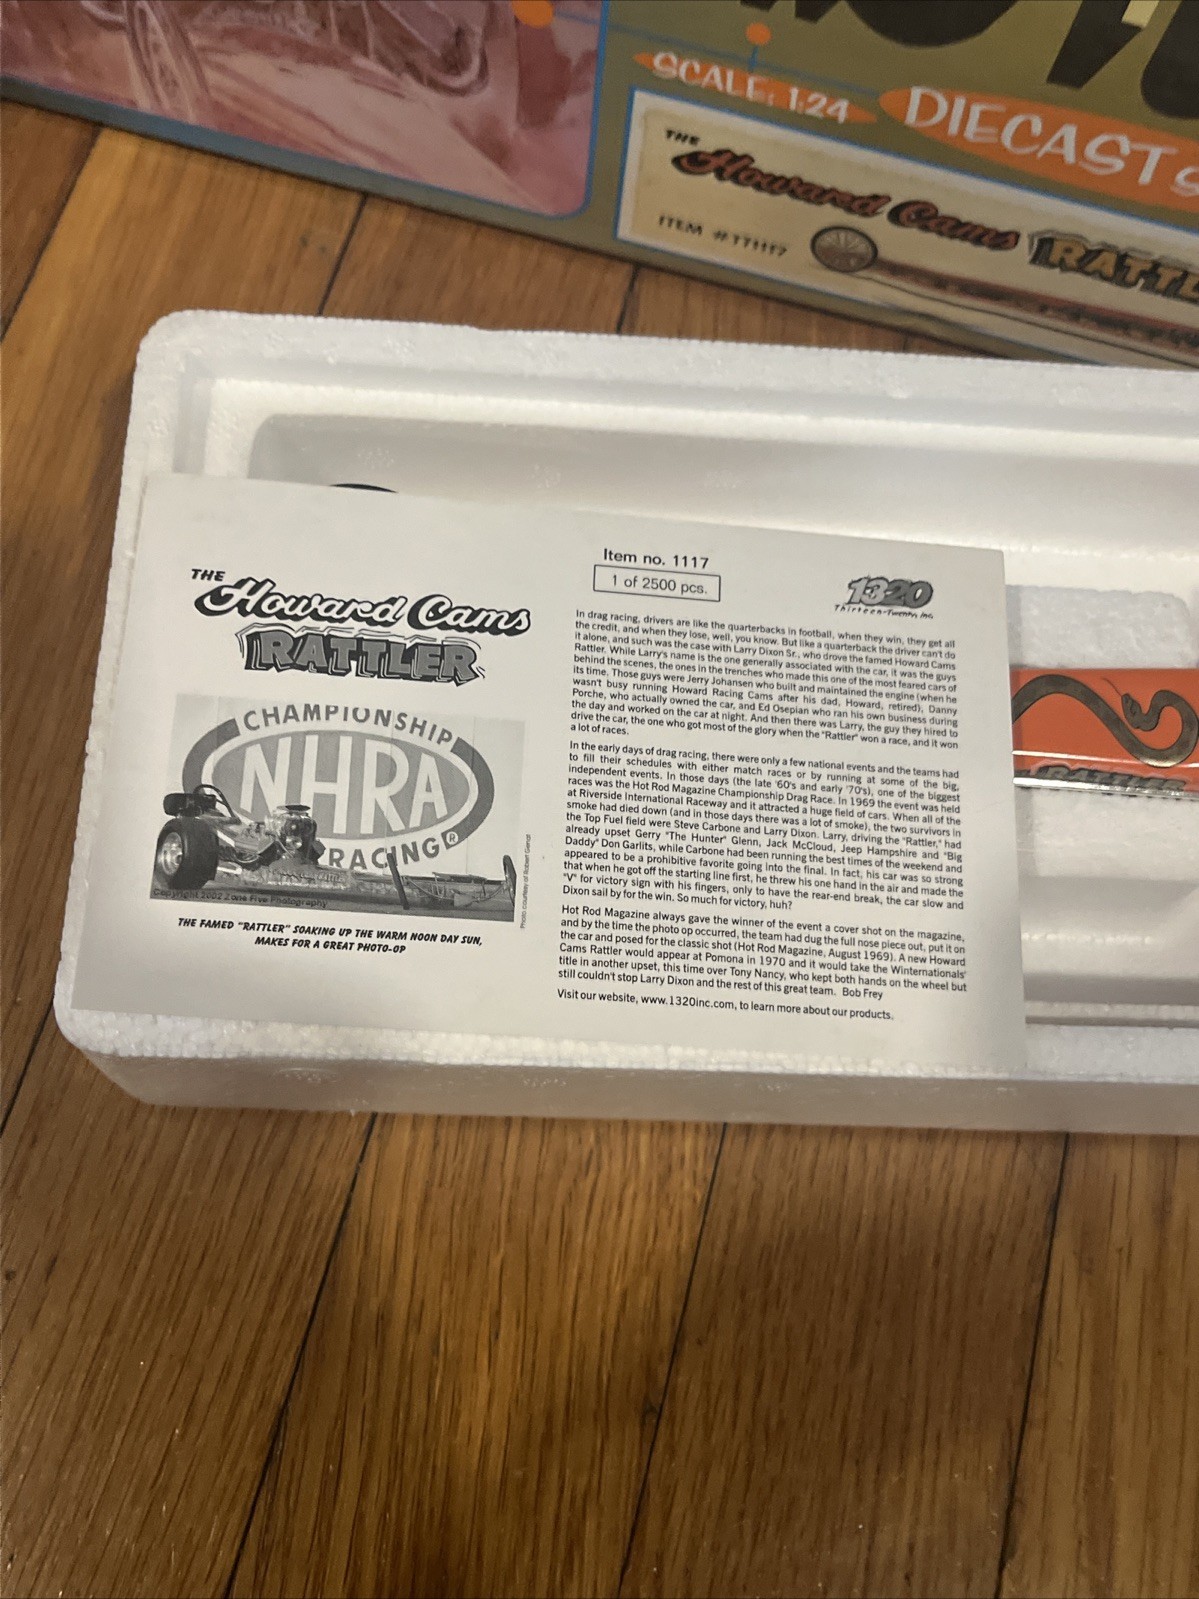 SCALE: 1:24
DIECAST
THE
Howard Cams
RATTL
ITEM #TT1117
THE
Howard Cams
RATTLER
CHAMPIONSHIP
NHRA
RACING®
Copyright 2002 Zone Five Photography
Photo courtesy of Robert Genat
THE FAMED "RATTLER" SOAKING UP THE WARM NOON DAY SUN,
MAKES FOR A GREAT PHOTO-OP
Item no. 1117
1 of 2500 pcs.
1320
Thirteen-Twenty, Inc.
In drag racing, drivers are like the quarterbacks in football, when they win, they get all
the credit, and when they lose, well, you know. But like a quarterback the driver can't do
it alone, and such was the case with Larry Dixon Sr., who drove the famed Howard Cams
Rattler. While Larry's name is the one generally associated with the car, it was the guys
behind the scenes, the ones in the trenches who made this one of the most feared cars of
its time. Those guys were Jerry Johansen who built and maintained the engine (when he
wasn't busy running Howard Racing Cams after his dad, Howard, retired), Danny
Porche, who actually owned the car, and Ed Osepian who ran his own business during
the day and worked on the car at night. And then there was Larry, the guy they hired to
drive the car, the one who got most of the glory when the "Rattler" won a race, and it won
a lot of races.
In the early days of drag racing, there were only a few national events and the teams had
to fill their schedules with either match races or by running at some of the big,
independent events. In those days (the late '60's and early '70's), one of the biggest
races was the Hot Rod Magazine Championship Drag Race. In 1969 the event was held
at Riverside International Raceway and it attracted a huge field of cars. When all of the
smoke had died down (and in those days there was a lot of smoke), the two survivors in
the Top Fuel field were Steve Carbone and Larry Dixon. Larry, driving the "Rattler," had
already upset Gerry "The Hunter" Glenn, Jack McCloud, Jeep Hampshire and "Big
Daddy" Don Garlits, while Carbone had been running the best times of the weekend and
appeared to be a prohibitive favorite going into the final. In fact, his car was so strong
that when he got off the starting line first, he threw his one hand in the air and made the
"V" for victory sign with his fingers, only to have the rear-end break, the car slow and
Dixon sail by for the win. So much for victory, huh?
Hot Rod Magazine always gave the winner of the event a cover shot on the magazine,
and by the time the photo op occurred, the team had dug the full nose piece out, put it on
the car and posed for the classic shot (Hot Rod Magazine, August 1969). A new Howard
Cams Rattler would appear at Pomona in 1970 and it would take the Winternationals'
title in another upset, this time over Tony Nancy, who kept both hands on the wheel but
still couldn't stop Larry Dixon and the rest of this great team. Bob Frey
Visit our website, www.1320inc.com, to learn more about our products.
RATTLER